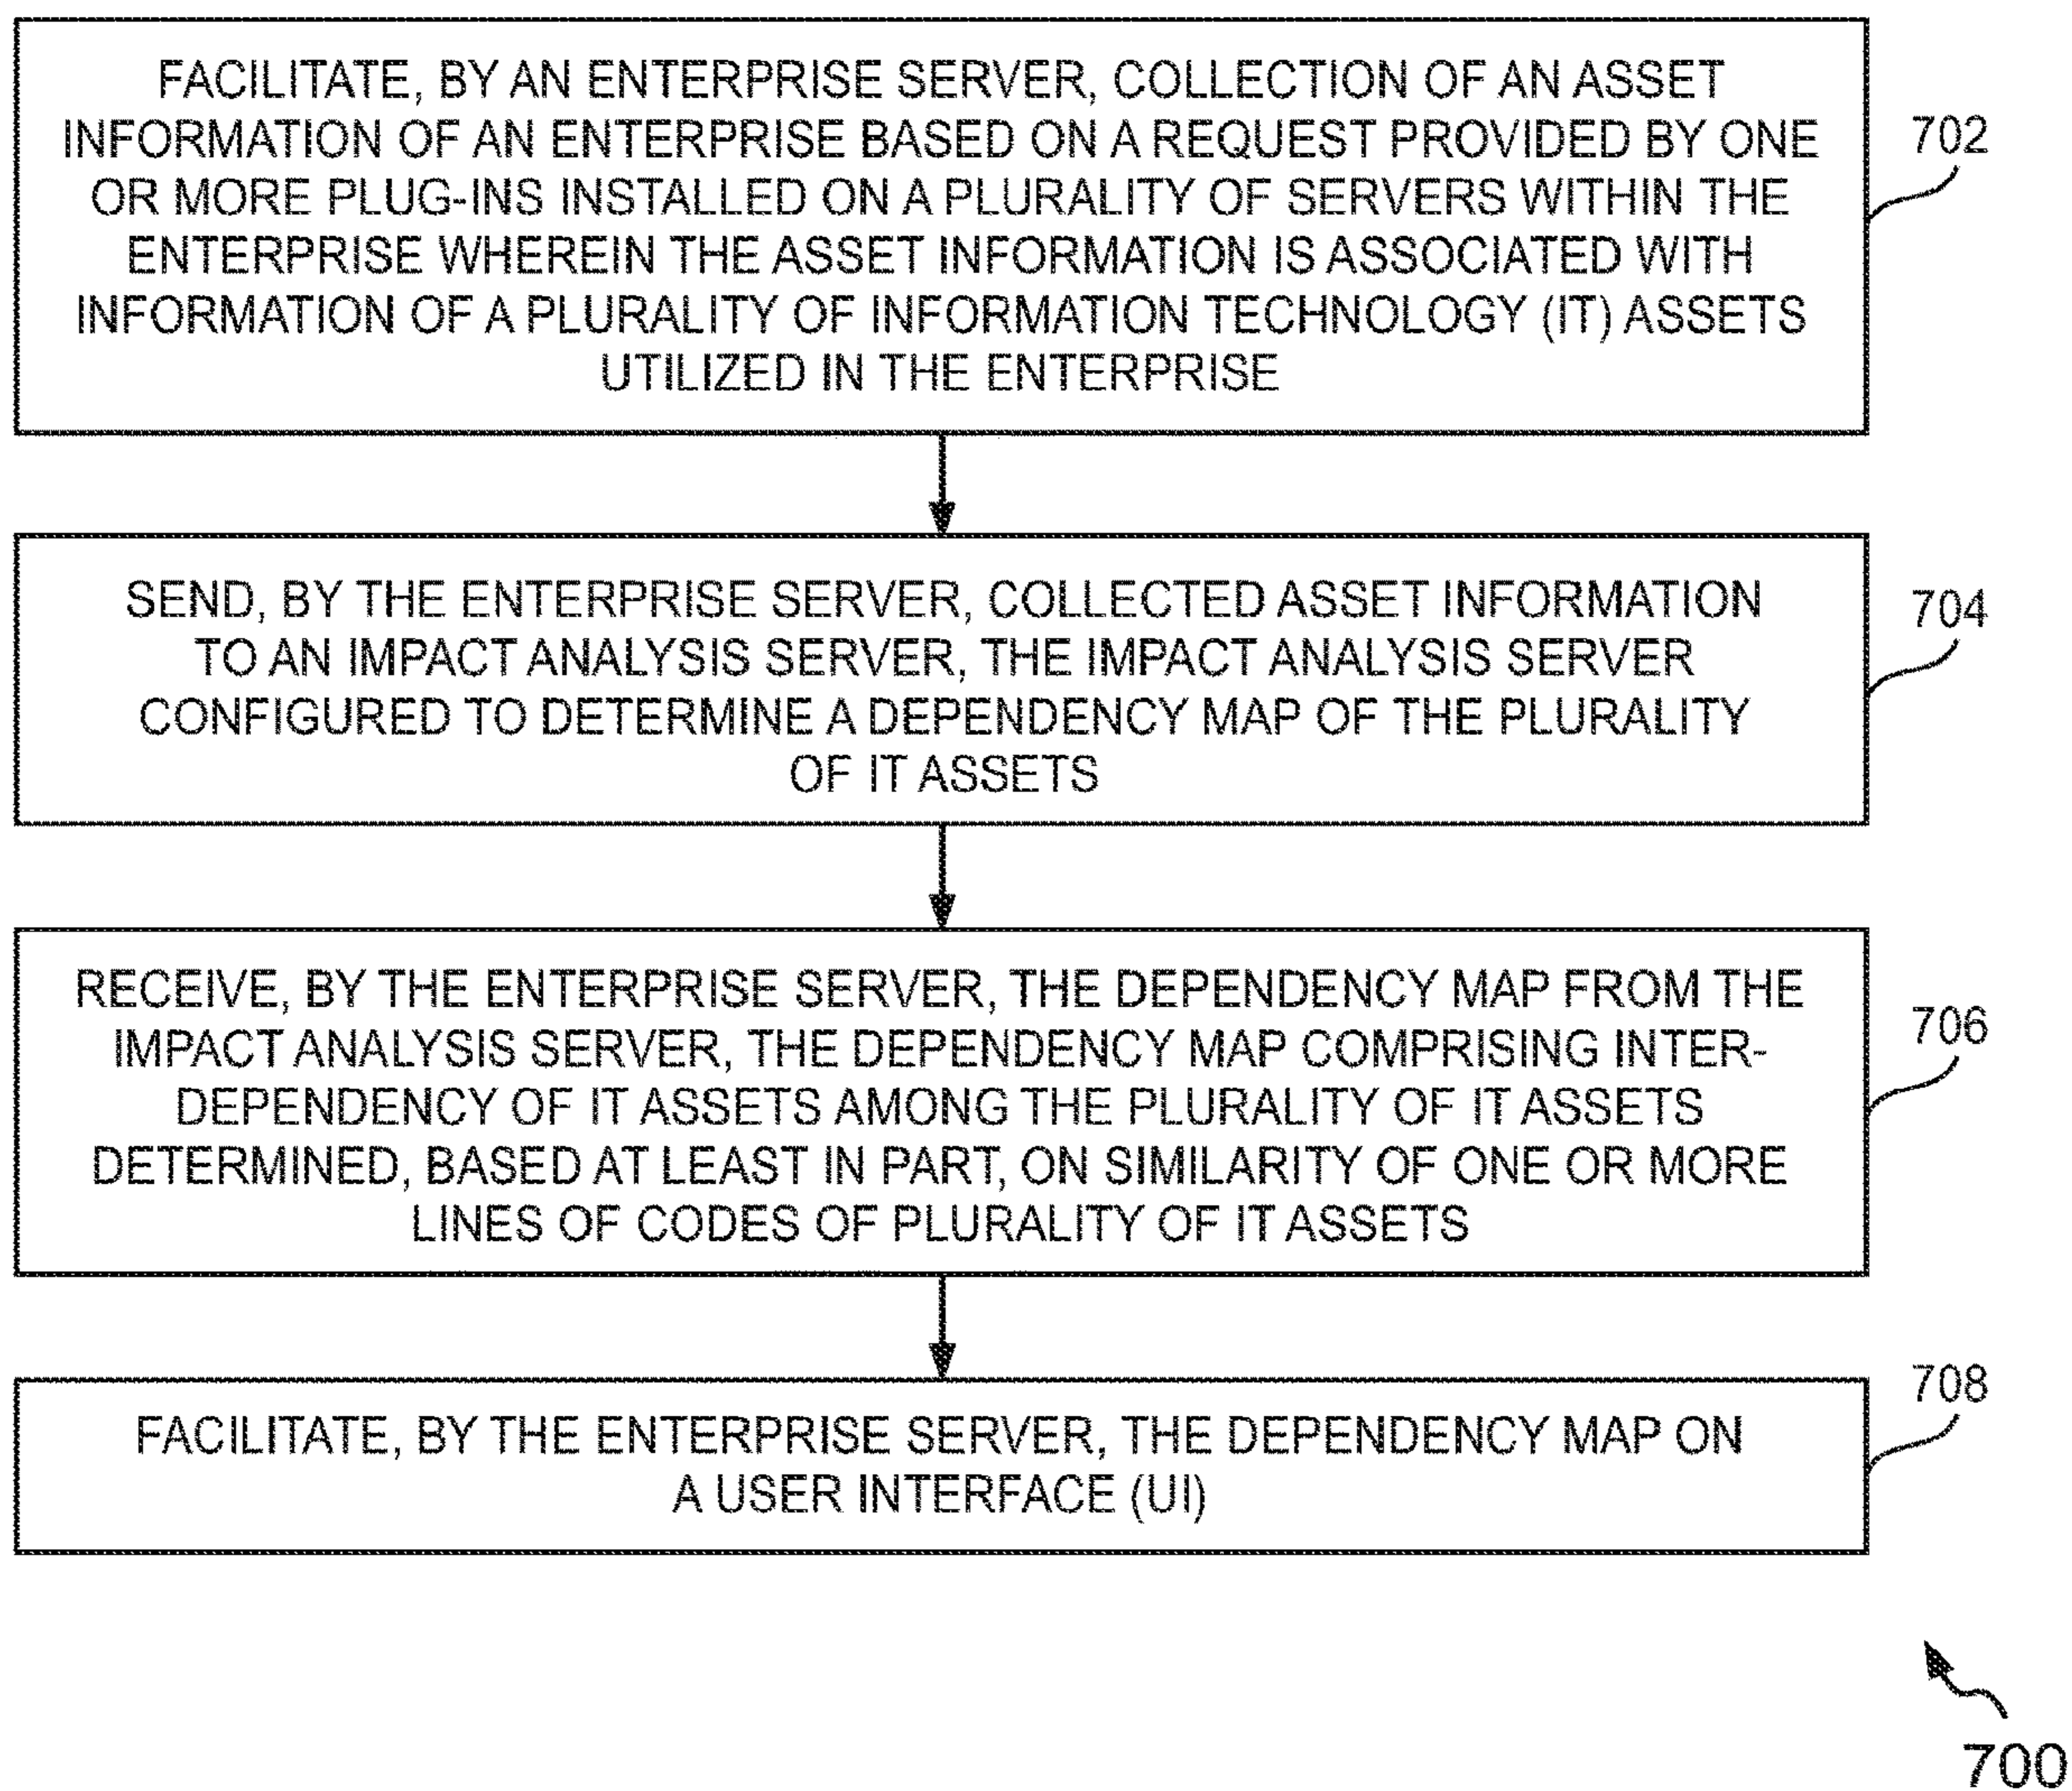 FACILITATE, BY AN ENTERPRISE SERVER, COLLECTION OF AN ASSET
INFORMATION OF AN ENTERPRISE BASED ON A REQUEST PROVIDED BY ONE
OR MORE PLUG-INS INSTALLED ON A PLURALITY OF SERVERS WITHIN THE
ENTERPRISE WHEREIN THE ASSET INFORMATION IS ASSOCIATED WITH
INFORMATION OF A PLURALITY OF INFORMATION TECHNOLOGY (IT) ASSETS
UTILIZED IN THE ENTERPRISE
702
SEND, BY THE ENTERPRISE SERVER, COLLECTED ASSET INFORMATION
TO AN IMPACT ANALYSIS SERVER, THE IMPACT ANALYSIS SERVER
CONFIGURED TO DETERMINE A DEPENDENCY MAP OF THE PLURALITY
OF IT ASSETS
704
RECEIVE, BY THE ENTERPRISE SERVER, THE DEPENDENCY MAP FROM THE
IMPACT ANALYSIS SERVER, THE DEPENDENCY MAP COMPRISING INTER-
DEPENDENCY OF IT ASSETS AMONG THE PLURALITY OF IT ASSETS
DETERMINED, BASED AT LEAST IN PART, ON SIMILARITY OF ONE OR MORE
LINES OF CODES OF PLURALITY OF IT ASSETS
706
FACILITATE, BY THE ENTERPRISE SERVER, THE DEPENDENCY MAP ON
A USER INTERFACE (UI)
708
700